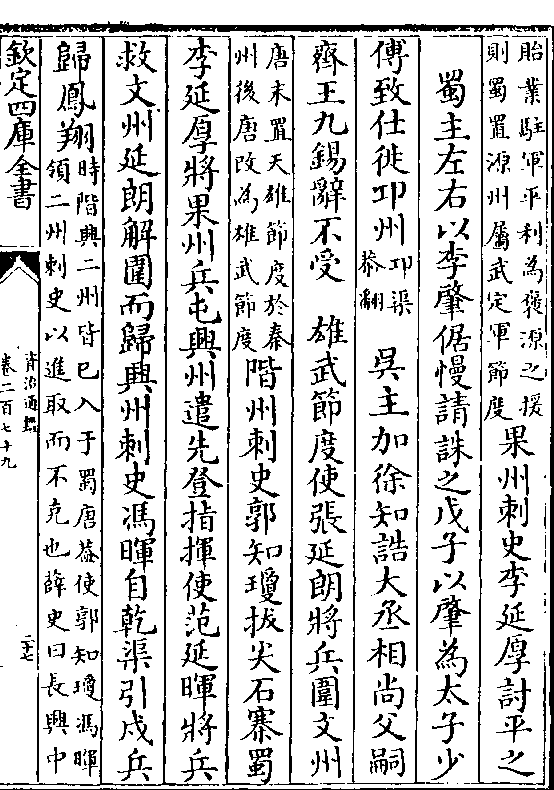 貽業駐軍平利為褒源之援
則蜀置源州屬武定軍節度
果州刺史李延厚討平之
蜀主左右以李肇倨慢請誅之戊子以肇為太子少
傅致仕徙卭州
卭渠
恭翻
吳主加徐知誥大丞相尚父嗣
齊王九錫辭不受　雄武節度使張延朗將兵圍文州
唐末置天雄節度於秦
州後唐改為雄武節度
階州刺史郭知瓊拔尖石寨蜀
李延厚將果州兵屯興州遣先登指揮使范延暉將兵
救文州延朗解圍而歸興州刺史馮暉自乾渠引戍兵
歸鳳翔
時階興二州皆已入于蜀唐葢使郭知瓊馮暉
領二州刺史以進取而不克也薛史曰長興中
欽定四庫全書
資治通鑑
卷二百七十九
二十七